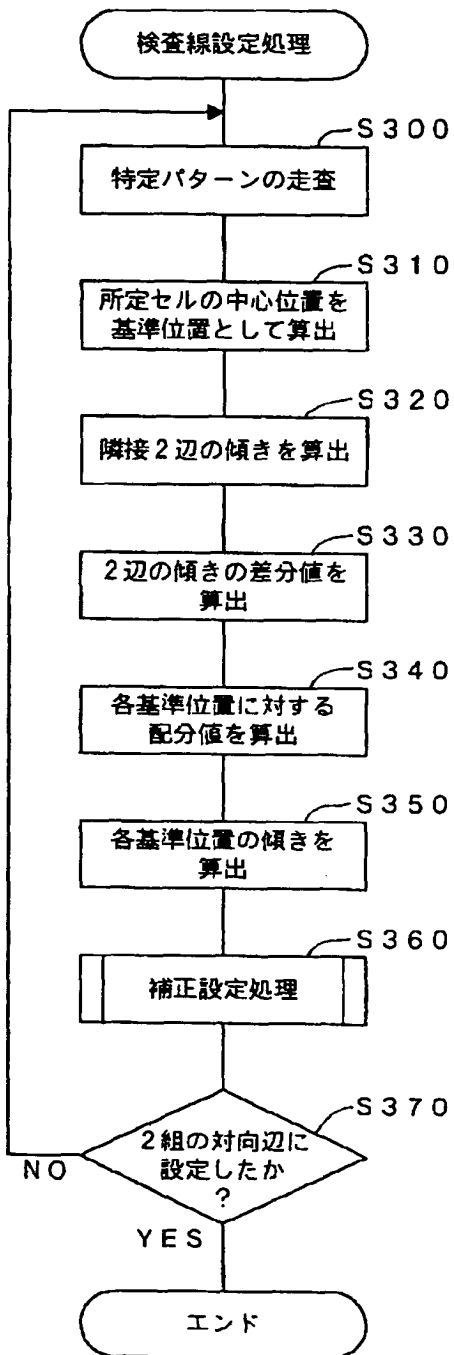 検査線設定処理
S300
特定パターンの走査
S310
所定セルの中心位置を
基準位置として算出
S320
隣接2辺の傾きを算出
S330
2辺の傾きの差分値を
算出
S340
各基準位置に対する
配分値を算出
S350
各基準位置の傾きを
算出
S360
補正設定処理
S370
2組の対向辺に
設定したか
?
NO
YES
エンド